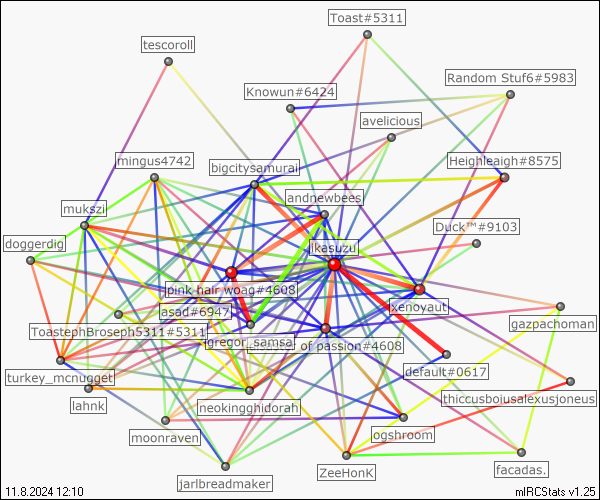 Toast#5311
tescoroll
Random Stuf6#5983
Knowun#6424
avelicious
mingus4742
bigcitysamurai
Heighleaigh#8575
andnewbees
mukszi
Duck™#9103
doggerdig
ikasuzu
pink hair woag#4608
xenoyaut
asad#6947
gazpachoman
ToastephBroseph5311#5311
gregor_samsa
of passion#4608
turkey_mcnugget
default#0617
lahnk
neokingghidorah
thiccusboiusalexusjoneus
moonraven
ogshroom
jarlbreadmaker
ZeeHonK
facadas.
11.8.2024 12:10
mIRCStats v1.25